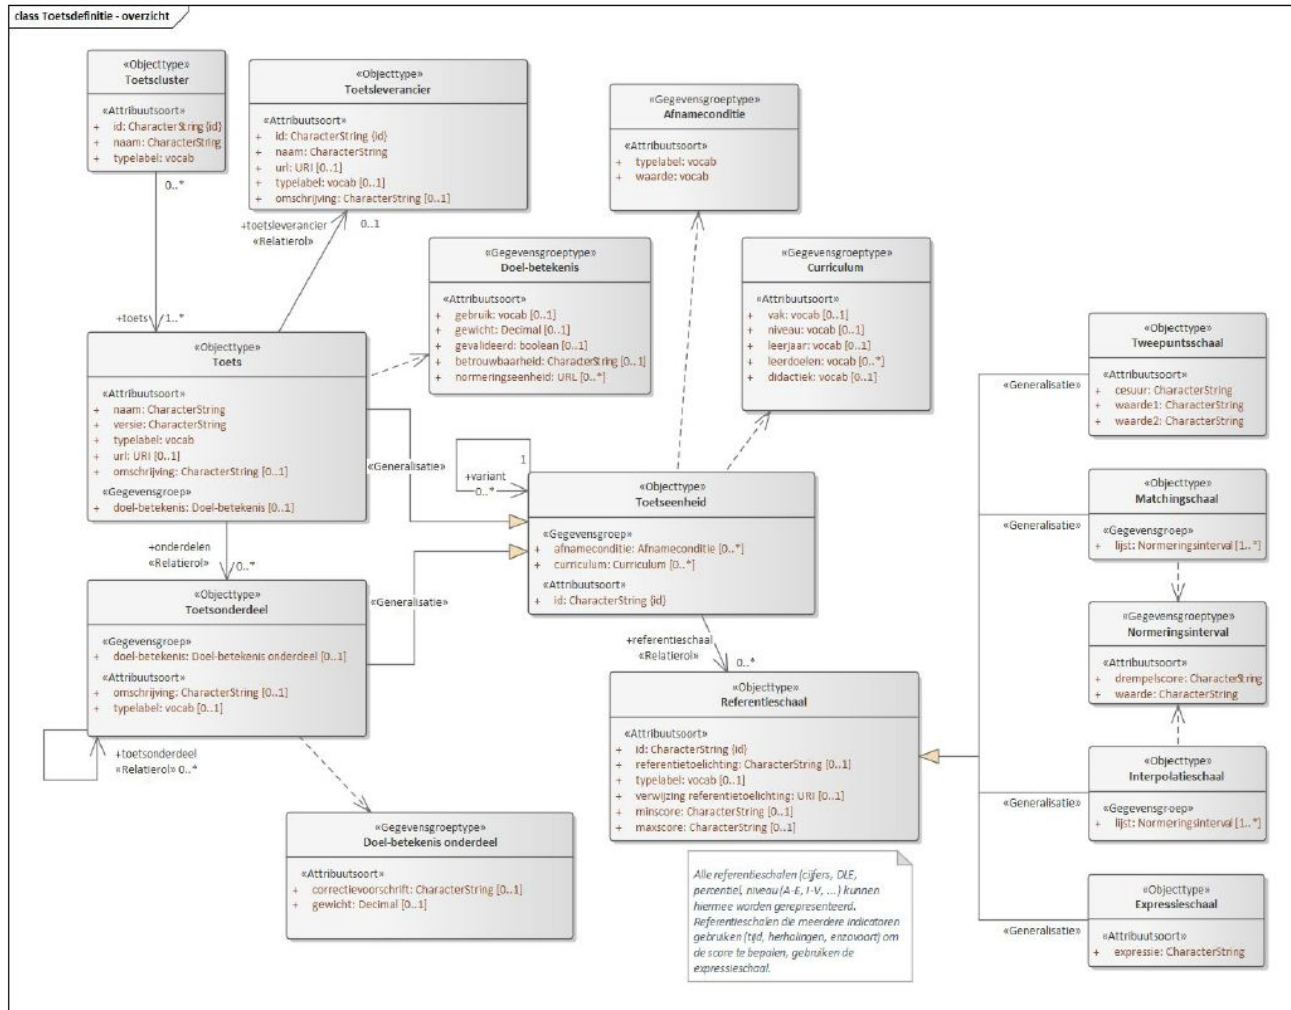 class Toetsdefinitie - overzicht
«Objecttype»
Toetscluster
«Attribuutsoort»
+ id: CharacterString {id}
+ naam: CharacterString
+ typelabel: vocab
0..*
+toets
1..*
«Objecttype»
Toetsleverancier
«Attribuutsoort»
+ id: CharacterString {id}
+ naam: CharacterString
+ url: URI [0..1]
+ typelabel: vocab [0..1]
+ omschrijving: CharacterString [0..1]
+toetsleverancier
«Relatierol»
0..1
«Gegevensgroeptype»
Afnameconditie
«Attribuutsoort»
+ typelabel: vocab
+ waarde: vocab
«Gegevensgroeptype»
Doel-betekenis
«Attribuutsoort»
+ gebruik: vocab [0..1]
+ gewicht: Decimal [0..1]
+ gevalideerd: boolean [0..1]
+ betrouwbaarheid: CharacterString [0..1]
+ normeringseenheid: URL [0..*]
«Gegevensgroeptype»
Curriculum
«Attribuutsoort»
+ vak: vocab [0..1]
+ niveau: vocab [0..1]
+ leerjaar: vocab [0..1]
+ leerdoelen: vocab [0..*]
+ didactiek: vocab [0..1]
«Objecttype»
Toets
«Attribuutsoort»
+ naam: CharacterString
+ versie: CharacterString
+ typelabel: vocab
+ url: URI [0..1]
+ omschrijving: CharacterString [0..1]
«Gegevensgroep»
+ doel-betekenis: Doel-betekenis [0..1]
«Generalisatie»
1
+variant
0..*
«Objecttype»
Toetseenheid
«Gegevensgroep»
+ afnameconditie: Afnameconditie [0..*]
+ curriculum: Curriculum [0..*]
«Attribuutsoort»
+ id: CharacterString {id}
+onderdelen
«Relatierol»
0..*
«Objecttype»
Toetsonderdeel
«Gegevensgroep»
+ doel-betekenis: Doel-betekenis onderdeel [0..1]
«Attribuutsoort»
+ omschrijving: CharacterString [0..1]
+ typelabel: vocab [0..1]
«Generalisatie»
+toetsonderdeel
«Relatierol» 0..*
«Gegevensgroeptype»
Doel-betekenis onderdeel
«Attribuutsoort»
+ correctievoorschrift: CharacterString [0..1]
+ gewicht: Decimal [0..1]
+referentieschaal
«Relatierol»
0..*
«Objecttype»
Referentieschaal
«Attribuutsoort»
+ id: CharacterString {id}
+ referentietoelichting: CharacterString [0..1]
+ typelabel: vocab [0..1]
+ verwijzing referentietoelichting: URI [0..1]
+ minscore: CharacterString [0..1]
+ maxscore: CharacterString [0..1]
Alle referentieschalen (cijfers, DLE,
percentiel, niveau (A-E, I-V, ...) kunnen
hiermee worden gerepresenteerd.
Referentieschalen die meerdere indicatoren
gebruiken (tijd, herhalingen, enzovoort) om
de score te bepalen, gebruiken de
expressieschaal.
«Objecttype»
Tweepuntsschaal
«Attribuutsoort»
+ cesuur: CharacterString
+ waarde1: CharacterString
+ waarde2: CharacterString
«Generalisatie»
«Objecttype»
Matchingschaal
«Gegevensgroep»
+ lijst: Normeringsinterval [1..*]
«Generalisatie»
«Gegevensgroeptype»
Normeringsinterval
«Attribuutsoort»
+ drempelscore: CharacterString
+ waarde: CharacterString
«Objecttype»
Interpolatieschaal
«Gegevensgroep»
+ lijst: Normeringsinterval [1..*]
«Generalisatie»
«Objecttype»
Expressieschaal
«Attribuutsoort»
+ expressie: CharacterString
«Generalisatie»